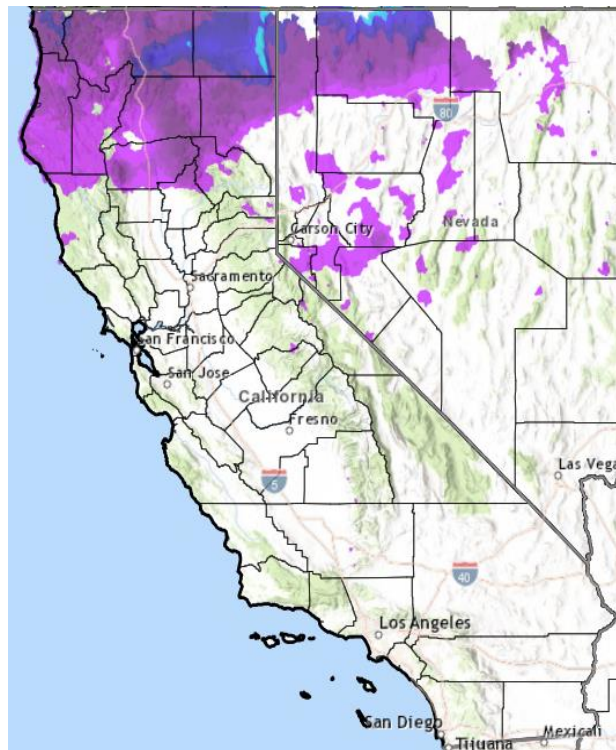 80
Nevada
Carson City
Sacramento
San Francisco
San Jose
California
Fresno
Las Vega
5
40
Los Angeles
San Diego
Tijuana
Mexicali